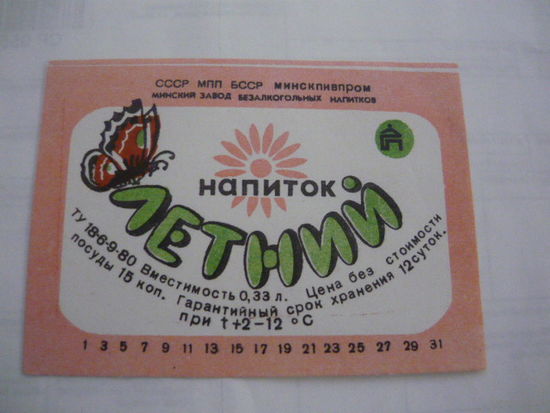 СССР МПП БССР минскпивпром
МИНСКИЙ ЗАВОД БЕЗАЛКОГОЛЬНЫХ НАПИТКОВ
напиток
ЛЕТНИЙ
ТУ 18-6-9-80 Вместимость 0,33 л. Цена без стоимости
посуды 15 коп. Гарантийный срок хранения 12 суток.
при t+2-12 °C
1 3 5 7 9 11 13 15 17 19 21 23 25 27 29 31